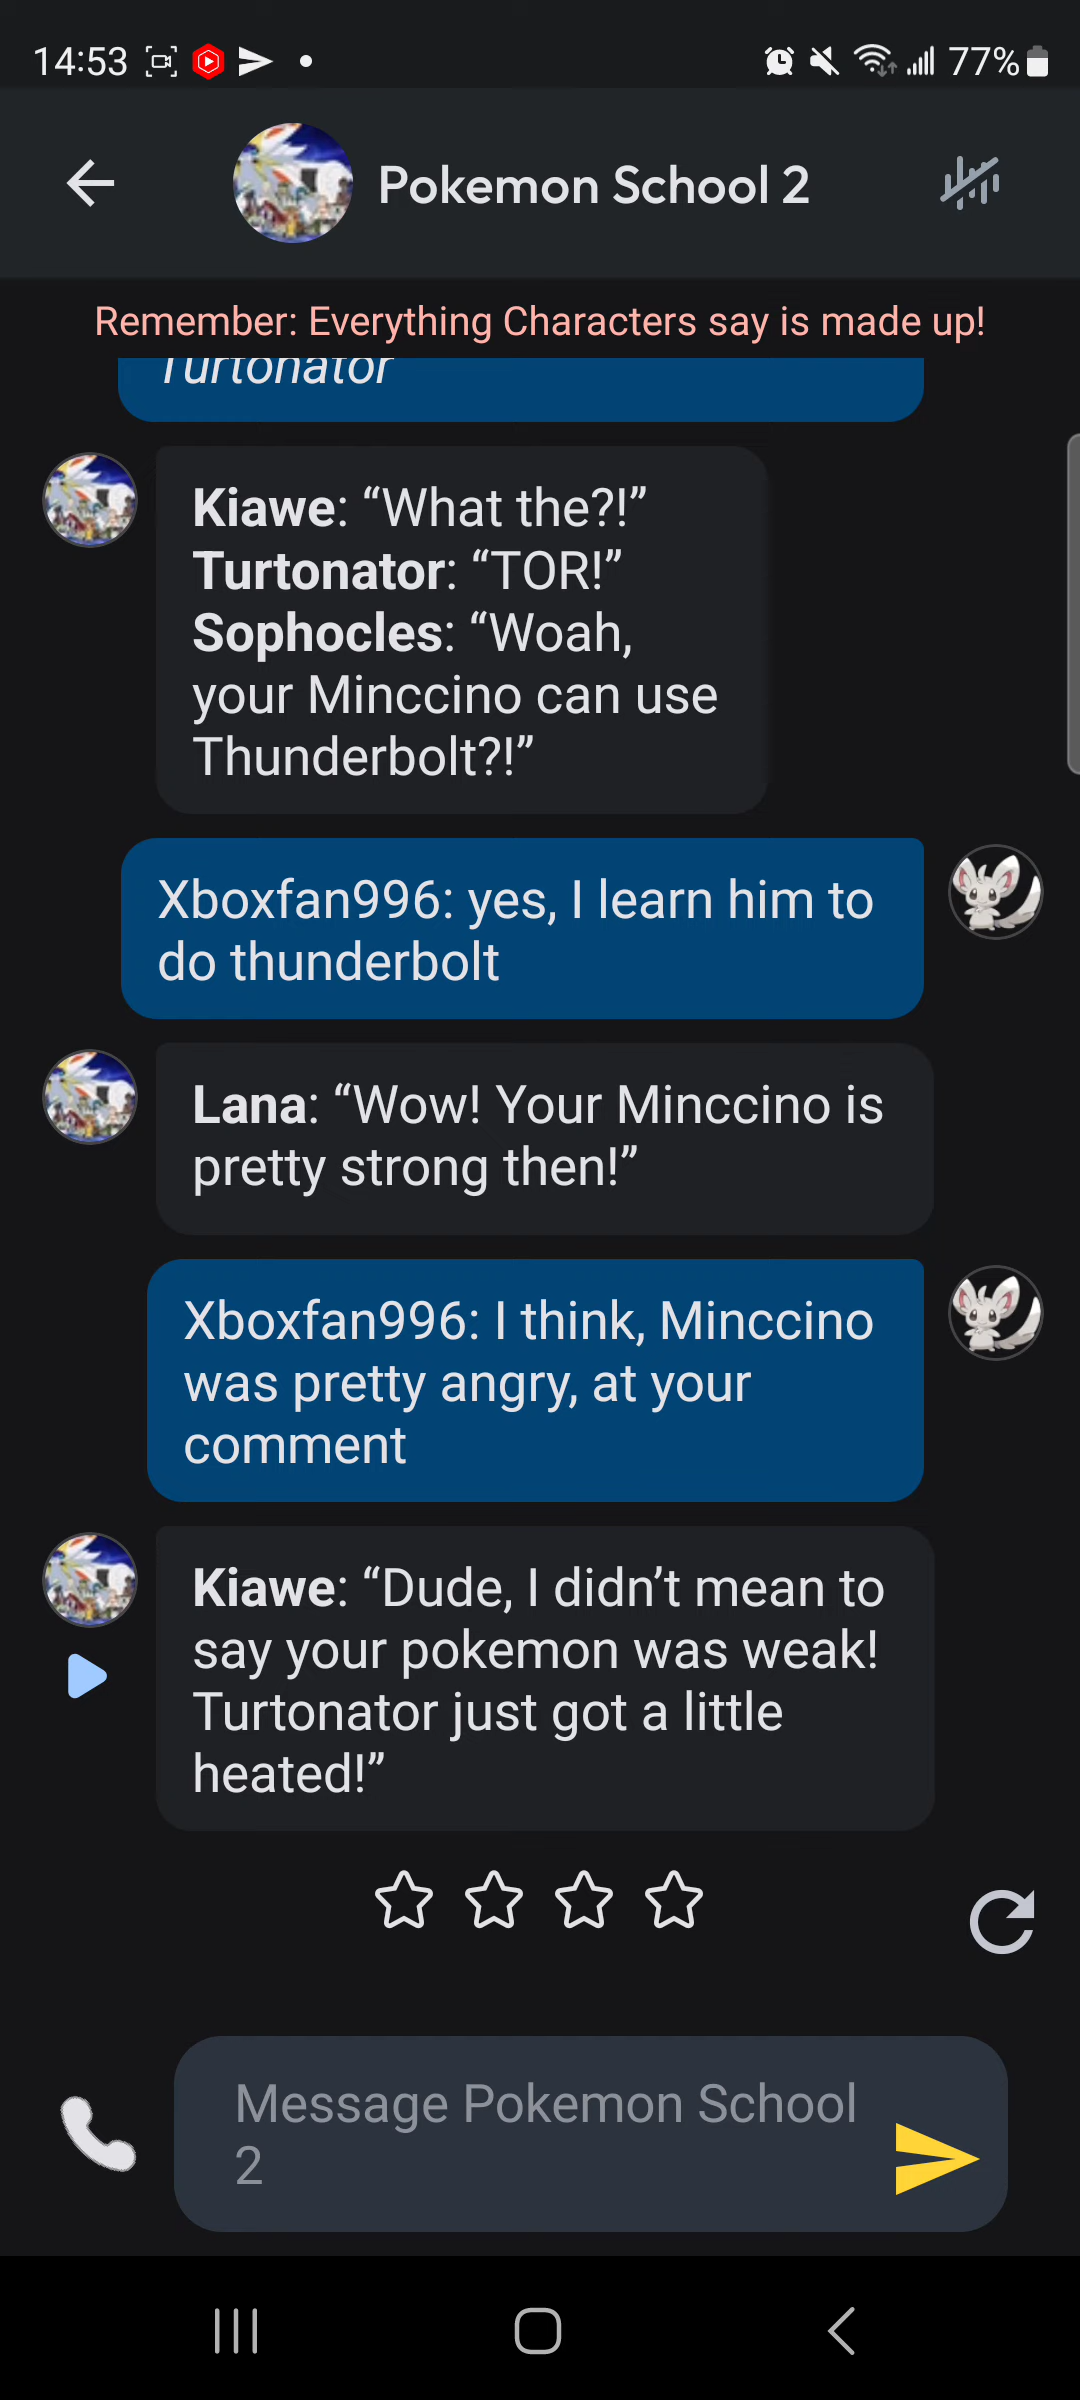 14:53
77%
Pokemon School 2
Remember: Everything Characters say is made up!
Turtonator
Kiawe: “What the?!”
Turtonator: “TOR!”
Sophocles: “Woah,
your Minccino can use
Thunderbolt?!”
Xboxfan996: yes, I learn him to
do thunderbolt
Lana: “Wow! Your Minccino is
pretty strong then!”
Xboxfan996: I think, Minccino
was pretty angry, at your
comment
Kiawe: “Dude, I didn’t mean to
say your pokemon was weak!
Turtonator just got a little
heated!”
Message Pokemon School
2